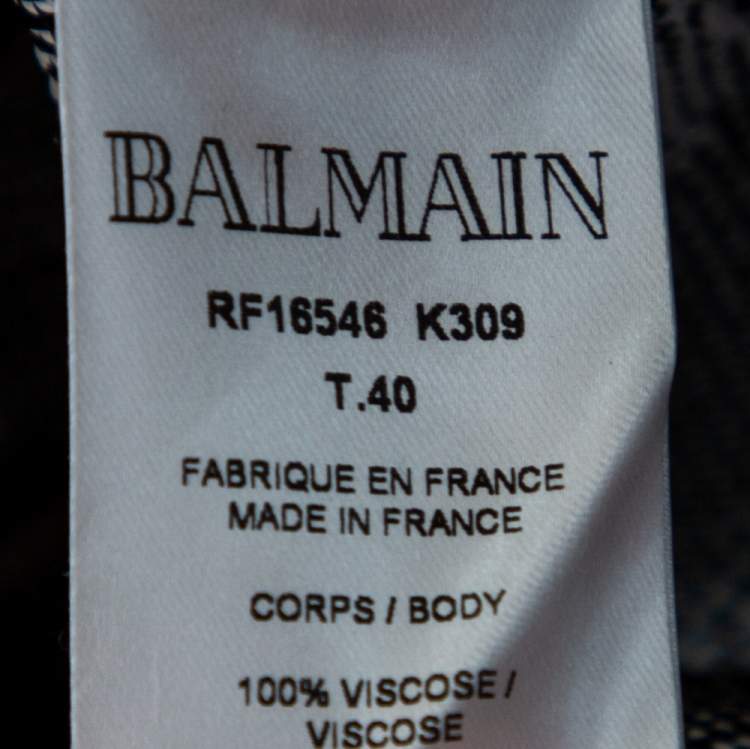 BALMAIN
RF16546 K309
T.40
FABRIQUE EN FRANCE
MADE IN FRANCE
CORPS / BODY
100% VISCOSE /
VISCOSE